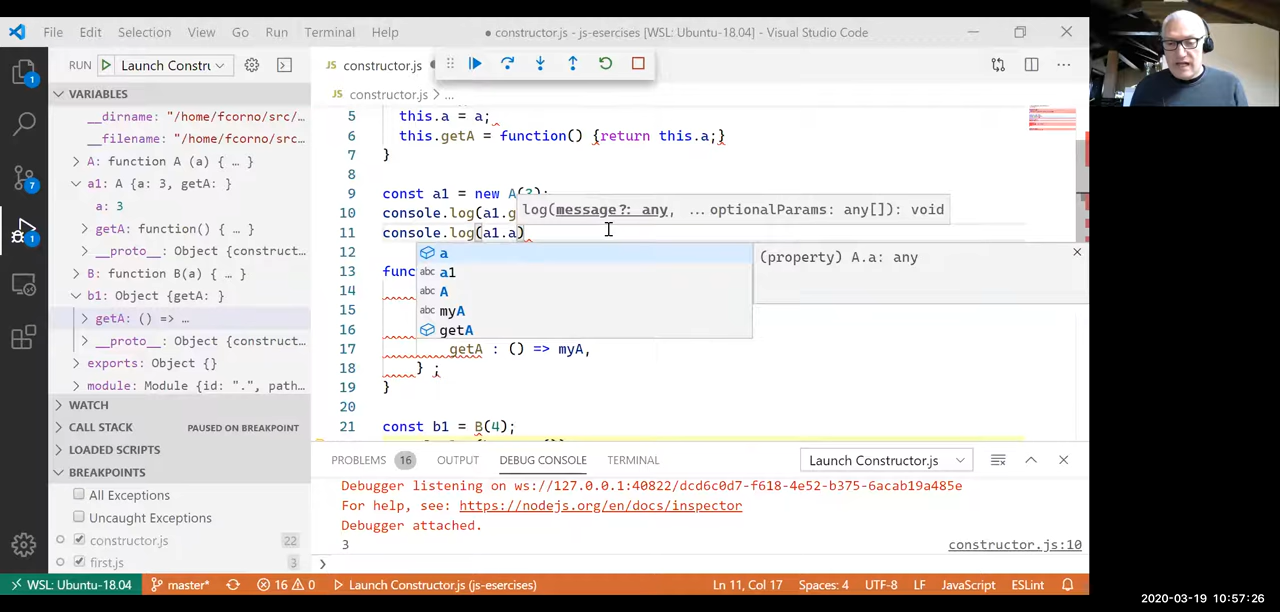 File Edit Selection View Go Run Terminal Help
● constructor.js - js-esercises [WSL: Ubuntu-18.04] - Visual Studio Code
RUN Launch Constru
JS constructor.js
JS constructor.js > ...
VARIABLES
__dirname: "/home/fcorno/src/…
__filename: "/home/fcorno/src…
A: function A (a) { … }
a1: A {a: 3, getA: }
a: 3
getA: function() { … }
__proto__: Object {construct…
B: function B(a) { … }
b1: Object {getA: }
getA: () => …
__proto__: Object {construct…
exports: Object {}
module: Module {id: ".", path…
WATCH
CALL STACK PAUSED ON BREAKPOINT
LOADED SCRIPTS
BREAKPOINTS
All Exceptions
Uncaught Exceptions
constructor.js 22
first.js 3
1
7
1
5 this.a = a;
6 this.getA = function() {return this.a;}
7 }
8
9 const a1 = new A(3);
10 console.log(a1.g
log(message?: any, ...optionalParams: any[]): void
11 console.log(a1.a)
12
a
a1
A
myA
getA
(property) A.a: any
13 func
14
15
16
17 getA : () => myA,
18 } ;
19 }
20
21 const b1 = B(4);
PROBLEMS 16 OUTPUT DEBUG CONSOLE TERMINAL Launch Constructor.js
Debugger listening on ws://127.0.0.1:40822/dcd6c0d7-f618-4e52-b375-6acab19a485e
For help, see: https://nodejs.org/en/docs/inspector
Debugger attached.
3 constructor.js:10
WSL: Ubuntu-18.04 master* 16 0 Launch Constructor.js (js-esercises) Ln 11, Col 17 Spaces: 4 UTF-8 LF JavaScript ESLint
2020-03-19 10:57:26